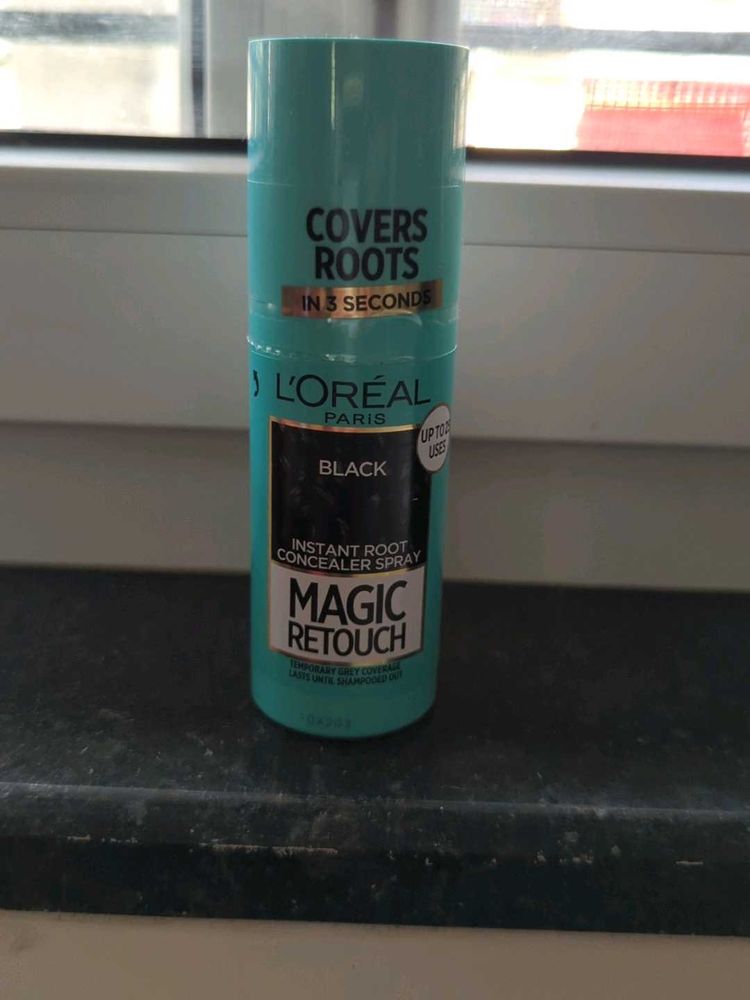 COVERS
ROOTS
IN 3 SECONDS
L'ORÉAL
PARIS
UP TO
USES
BLACK
INSTANT ROOT
CONCEALER SPRAY
MAGIC
RETOUCH
TEMPORARY GREY COVERAGE
LASTS UNTIL SHAMPOOED OUT